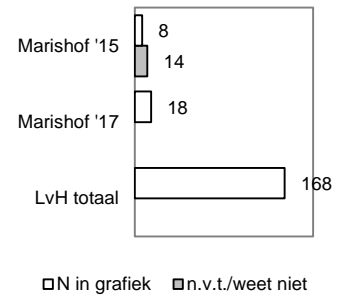 8
Marishof '15
14
Marishof '17 18
LvH totaal 168
N in grafiek n.v.t./weet niet